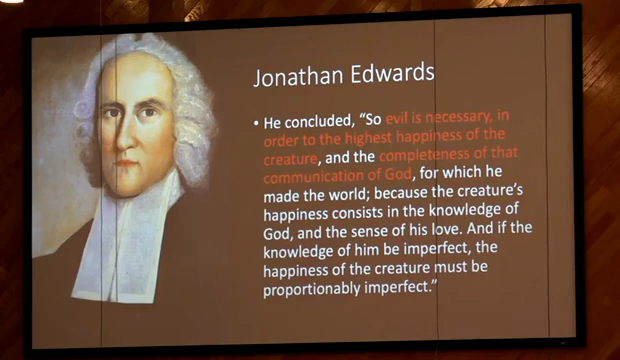 Jonathan Edwards
• He concluded, “So evil is necessary, in
order to the highest happiness of the
creature, and the completeness of that
communication of God, for which he
made the world; because the creature’s
happiness consists in the knowledge of
God, and the sense of his love. And if the
knowledge of him be imperfect, the
happiness of the creature must be
proportionably imperfect.”